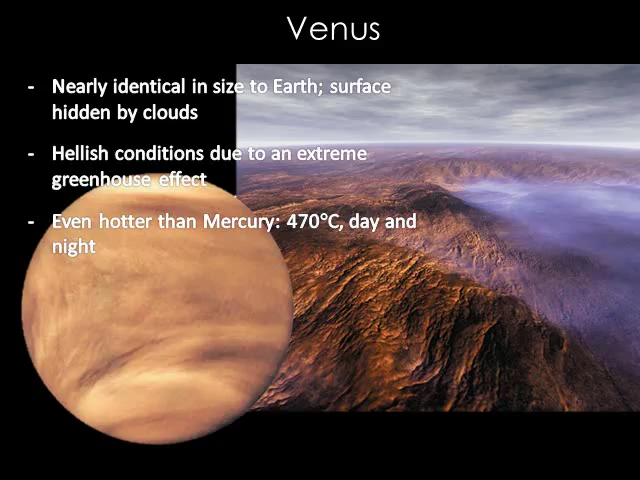 Venus
- Nearly identical in size to Earth; surface
hidden by clouds
- Hellish conditions due to an extreme
greenhouse effect
- Even hotter than Mercury: 470°C, day and
night